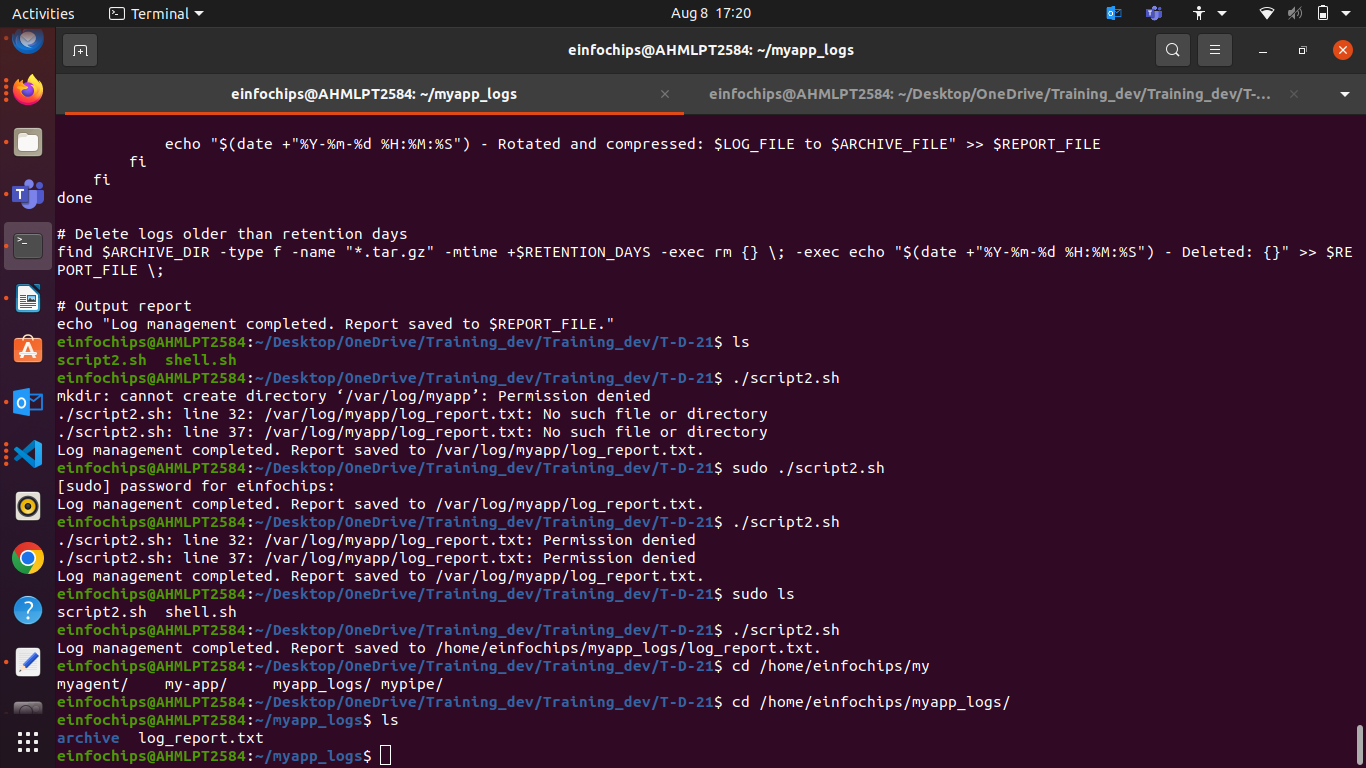 Activities
Terminal
Aug 8 17:20
einfochips@AHMLPT2584: ~/myapp_logs
einfochips@AHMLPT2584: ~/myapp_logs
einfochips@AHMLPT2584: ~/Desktop/OneDrive/Training_dev/Training_dev/T-...
            echo "$(date +"%Y-%m-%d %H:%M:%S") - Rotated and compressed: $LOG_FILE to $ARCHIVE_FILE" >> $REPORT_FILE
        fi
    fi
done
# Delete logs older than retention days
find $ARCHIVE_DIR -type f -name "*.tar.gz" -mtime +$RETENTION_DAYS -exec rm {} \; -exec echo "$(date +"%Y-%m-%d %H:%M:%S") - Deleted: {}" >> $RE
PORT_FILE \;
# Output report
echo "Log management completed. Report saved to $REPORT_FILE."
einfochips@AHMLPT2584:~/Desktop/OneDrive/Training_dev/Training_dev/T-D-21$ ls
script2.sh  shell.sh
einfochips@AHMLPT2584:~/Desktop/OneDrive/Training_dev/Training_dev/T-D-21$ ./script2.sh
mkdir: cannot create directory ‘/var/log/myapp’: Permission denied
./script2.sh: line 32: /var/log/myapp/log_report.txt: No such file or directory
./script2.sh: line 37: /var/log/myapp/log_report.txt: No such file or directory
Log management completed. Report saved to /var/log/myapp/log_report.txt.
einfochips@AHMLPT2584:~/Desktop/OneDrive/Training_dev/Training_dev/T-D-21$ sudo ./script2.sh
[sudo] password for einfochips:
Log management completed. Report saved to /var/log/myapp/log_report.txt.
einfochips@AHMLPT2584:~/Desktop/OneDrive/Training_dev/Training_dev/T-D-21$ ./script2.sh
./script2.sh: line 32: /var/log/myapp/log_report.txt: Permission denied
./script2.sh: line 37: /var/log/myapp/log_report.txt: Permission denied
Log management completed. Report saved to /var/log/myapp/log_report.txt.
einfochips@AHMLPT2584:~/Desktop/OneDrive/Training_dev/Training_dev/T-D-21$ sudo ls
script2.sh  shell.sh
einfochips@AHMLPT2584:~/Desktop/OneDrive/Training_dev/Training_dev/T-D-21$ ./script2.sh
Log management completed. Report saved to /home/einfochips/myapp_logs/log_report.txt.
einfochips@AHMLPT2584:~/Desktop/OneDrive/Training_dev/Training_dev/T-D-21$ cd /home/einfochips/my
myagent/    my-app/     myapp_logs/ mypipe/
einfochips@AHMLPT2584:~/Desktop/OneDrive/Training_dev/Training_dev/T-D-21$ cd /home/einfochips/myapp_logs/
einfochips@AHMLPT2584:~/myapp_logs$ ls
archive  log_report.txt
einfochips@AHMLPT2584:~/myapp_logs$